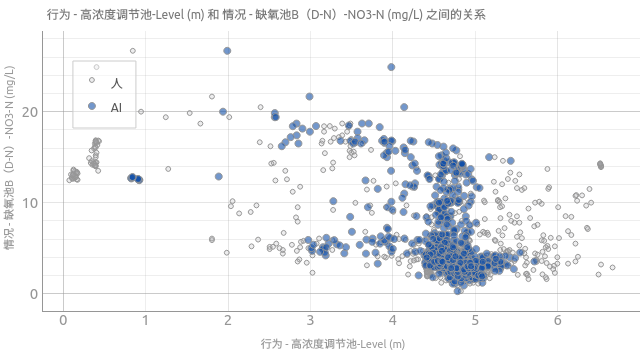 行为 - 高浓度调节池-Level (m) 和 情况 - 缺氧池B（D-N）-NO3-N (mg/L) 之间的关系
情况 - 缺氧池B（D-N）-NO3-N (mg/L)
人
AI
20
10
0
0 1 2 3 4 5 6
行为 - 高浓度调节池-Level (m)